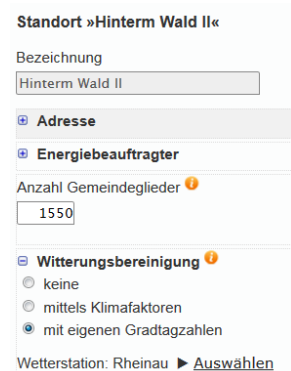 Standort »Hinterm Wald II«
Bezeichnung
Hinterm Wald II
Adresse
Energiebeauftragter
Anzahl Gemeindeglieder
1550
Witterungsbereinigung
keine
mittels Klimafaktoren
mit eigenen Gradtagzahlen
Wetterstation: Rheinau ▶ Auswählen